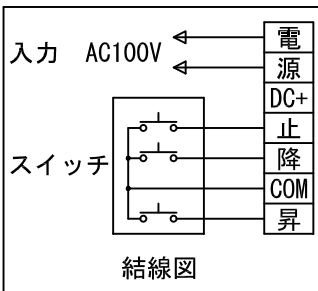 入力 AC100V
電
源
DC+
止
降
COM
昇
スイッチ
結線図